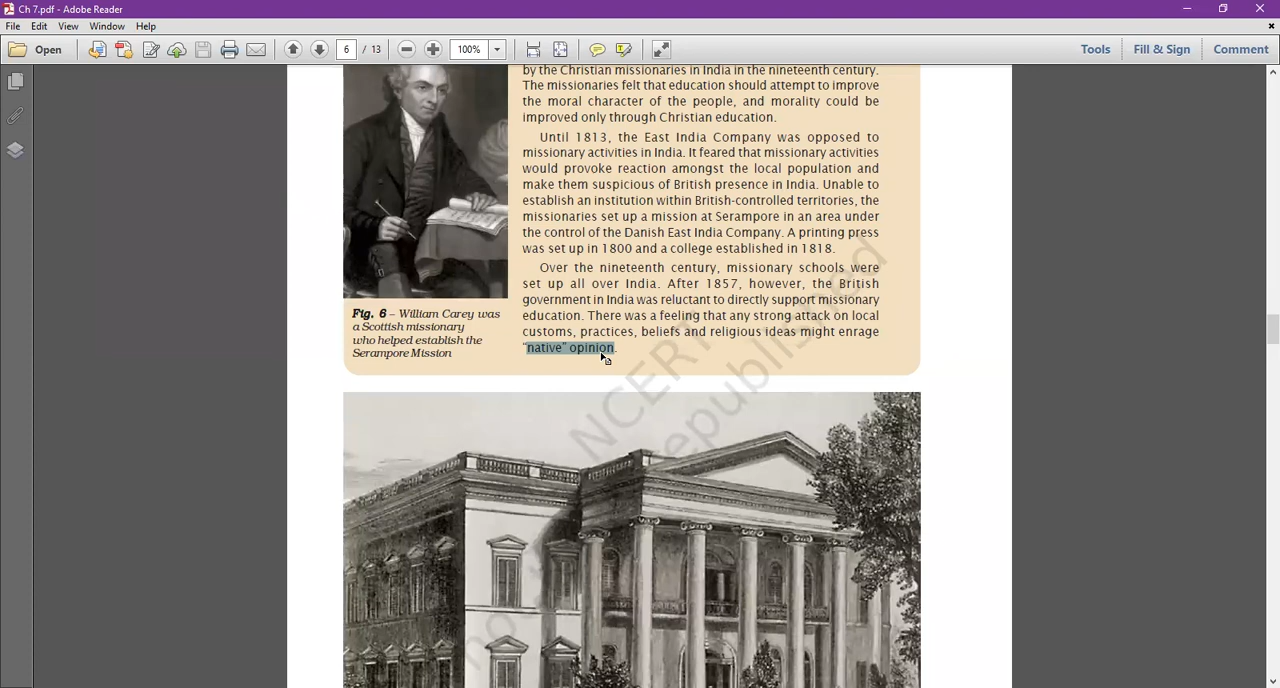 Ch 7.pdf - Adobe Reader
File Edit View Window Help
Open 6 / 13 100% Tools Fill & Sign Comment
by the Christian missionaries in India in the nineteenth century.
The missionaries felt that education should attempt to improve
the moral character of the people, and morality could be
improved only through Christian education.
Until 1813, the East India Company was opposed to
missionary activities in India. It feared that missionary activities
would provoke reaction amongst the local population and
make them suspicious of British presence in India. Unable to
establish an institution within British-controlled territories, the
missionaries set up a mission at Serampore in an area under
the control of the Danish East India Company. A printing press
was set up in 1800 and a college established in 1818.
Over the nineteenth century, missionary schools were
set up all over India. After 1857, however, the British
government in India was reluctant to directly support missionary
education. There was a feeling that any strong attack on local
customs, practices, beliefs and religious ideas might enrage
“native” opinion.
Fig. 6 – William Carey was
a Scottish missionary
who helped establish the
Serampore Mission
NCERT
republished